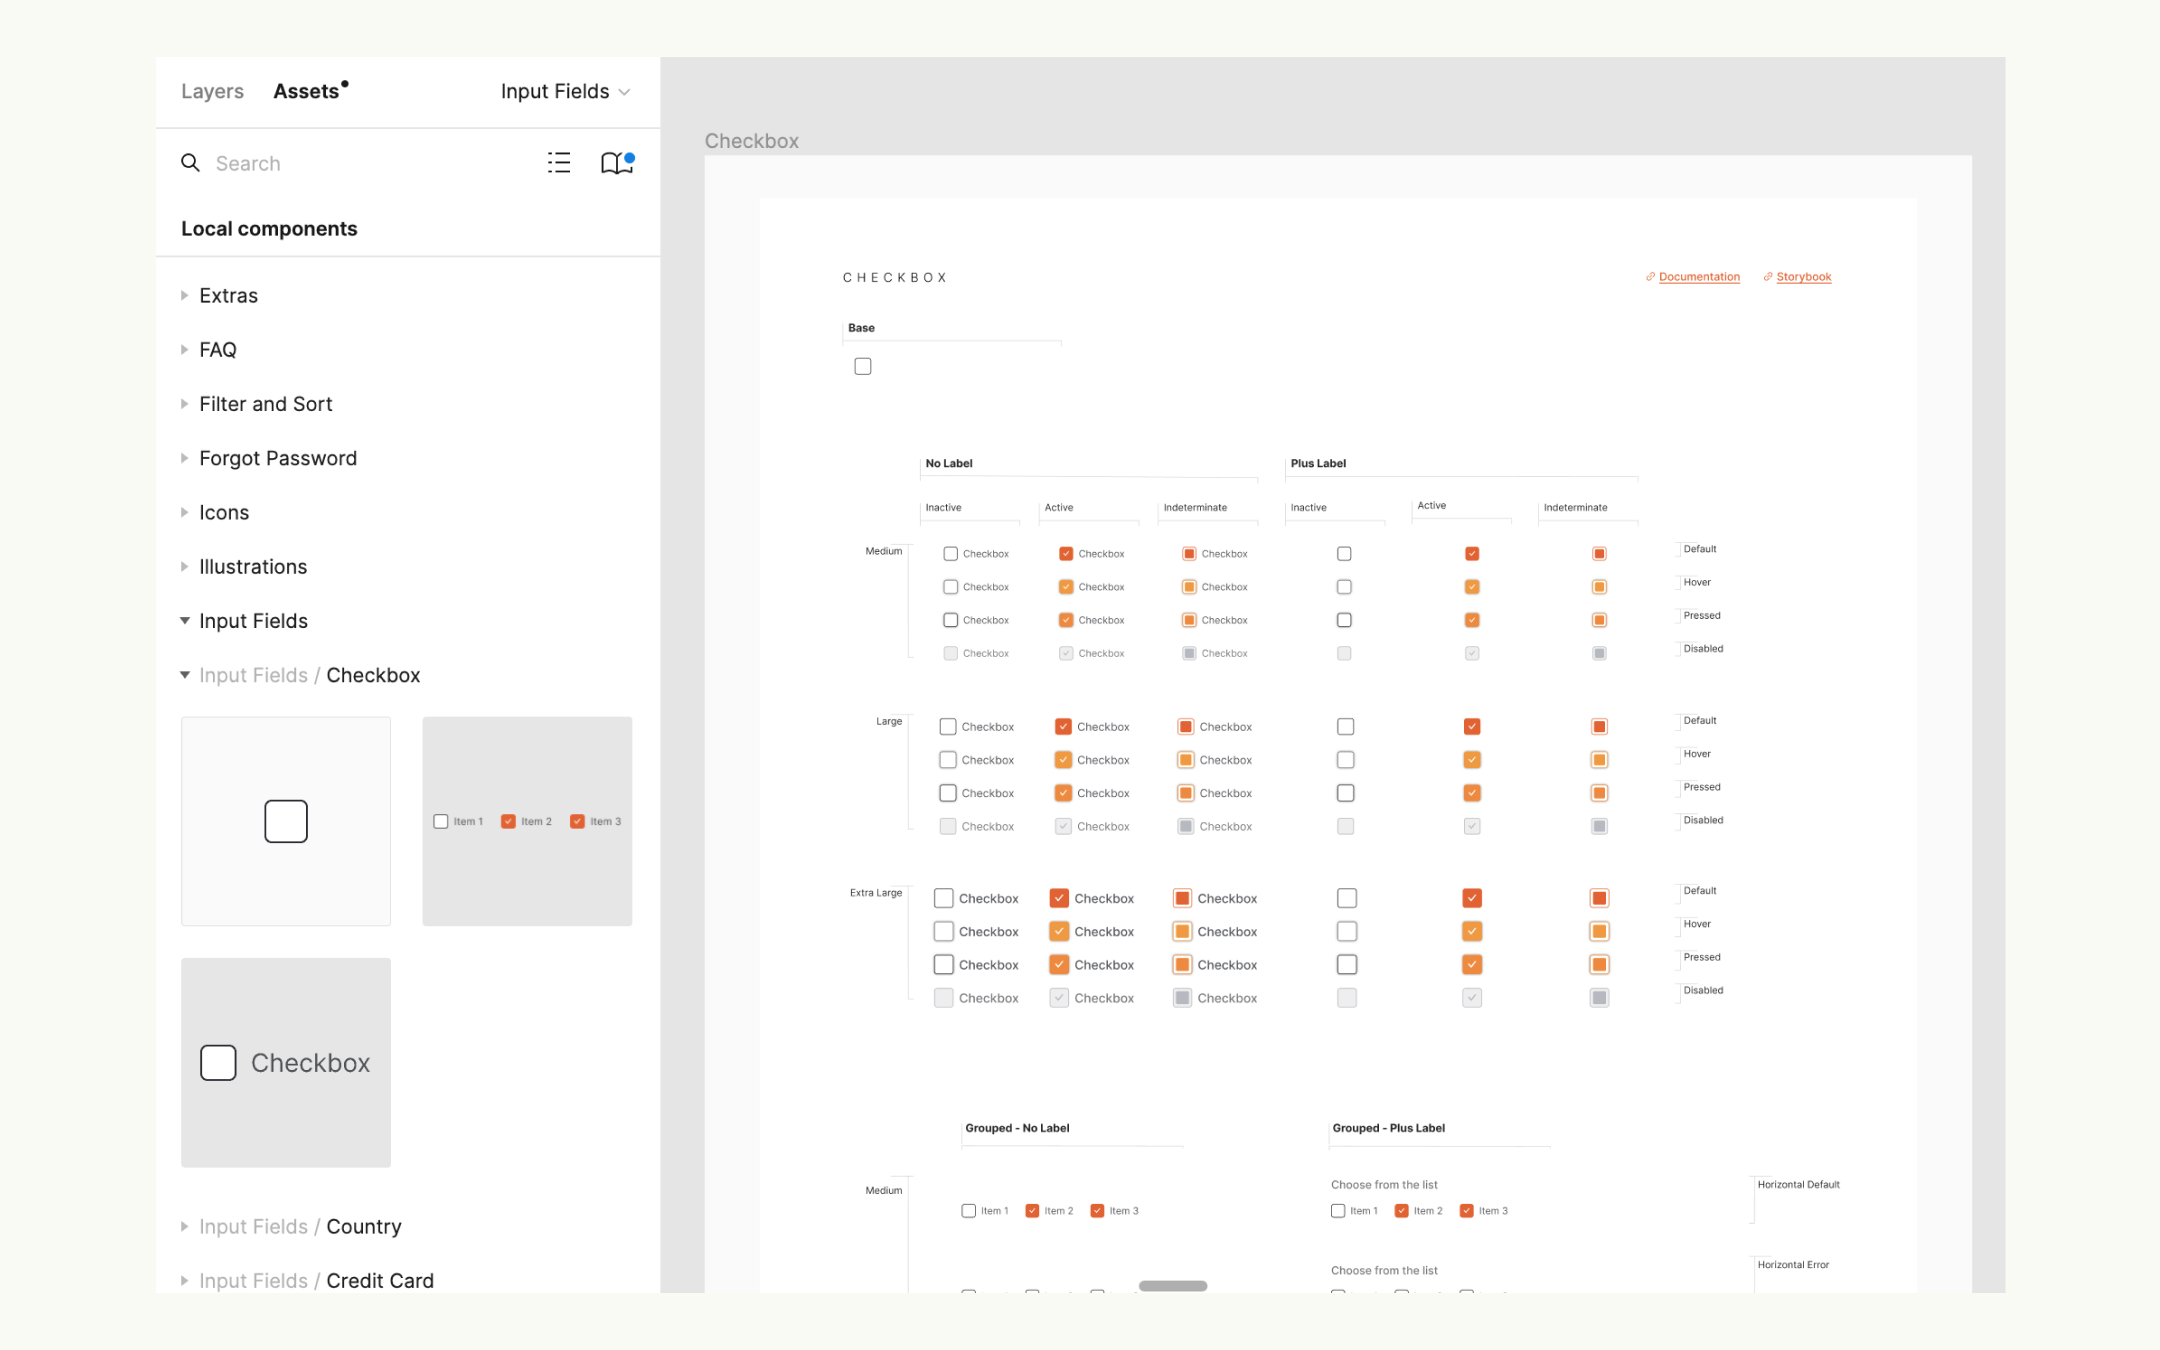 Layers Assets Input Fields
Search
Local components
Extras
FAQ
Filter and Sort
Forgot Password
Icons
Illustrations
Input Fields
Input Fields / Checkbox
Item 1 Item 2 Item 3
Checkbox
Input Fields / Country
Input Fields / Credit Card
Checkbox
CHECKBOX Documentation Storybook
Base
No Label Plus Label
Inactive Active Indeterminate Inactive Active Indeterminate
Medium Checkbox Checkbox Checkbox Default
Checkbox Checkbox Checkbox Hover
Checkbox Checkbox Checkbox Pressed
Checkbox Checkbox Checkbox Disabled
Large Checkbox Checkbox Checkbox Default
Checkbox Checkbox Checkbox Hover
Checkbox Checkbox Checkbox Pressed
Checkbox Checkbox Checkbox Disabled
Extra Large Checkbox Checkbox Checkbox Default
Checkbox Checkbox Checkbox Hover
Checkbox Checkbox Checkbox Pressed
Checkbox Checkbox Checkbox Disabled
Grouped - No Label Grouped - Plus Label
Medium Choose from the list Horizontal Default
Item 1 Item 2 Item 3 Item 1 Item 2 Item 3
Choose from the list Horizontal Error